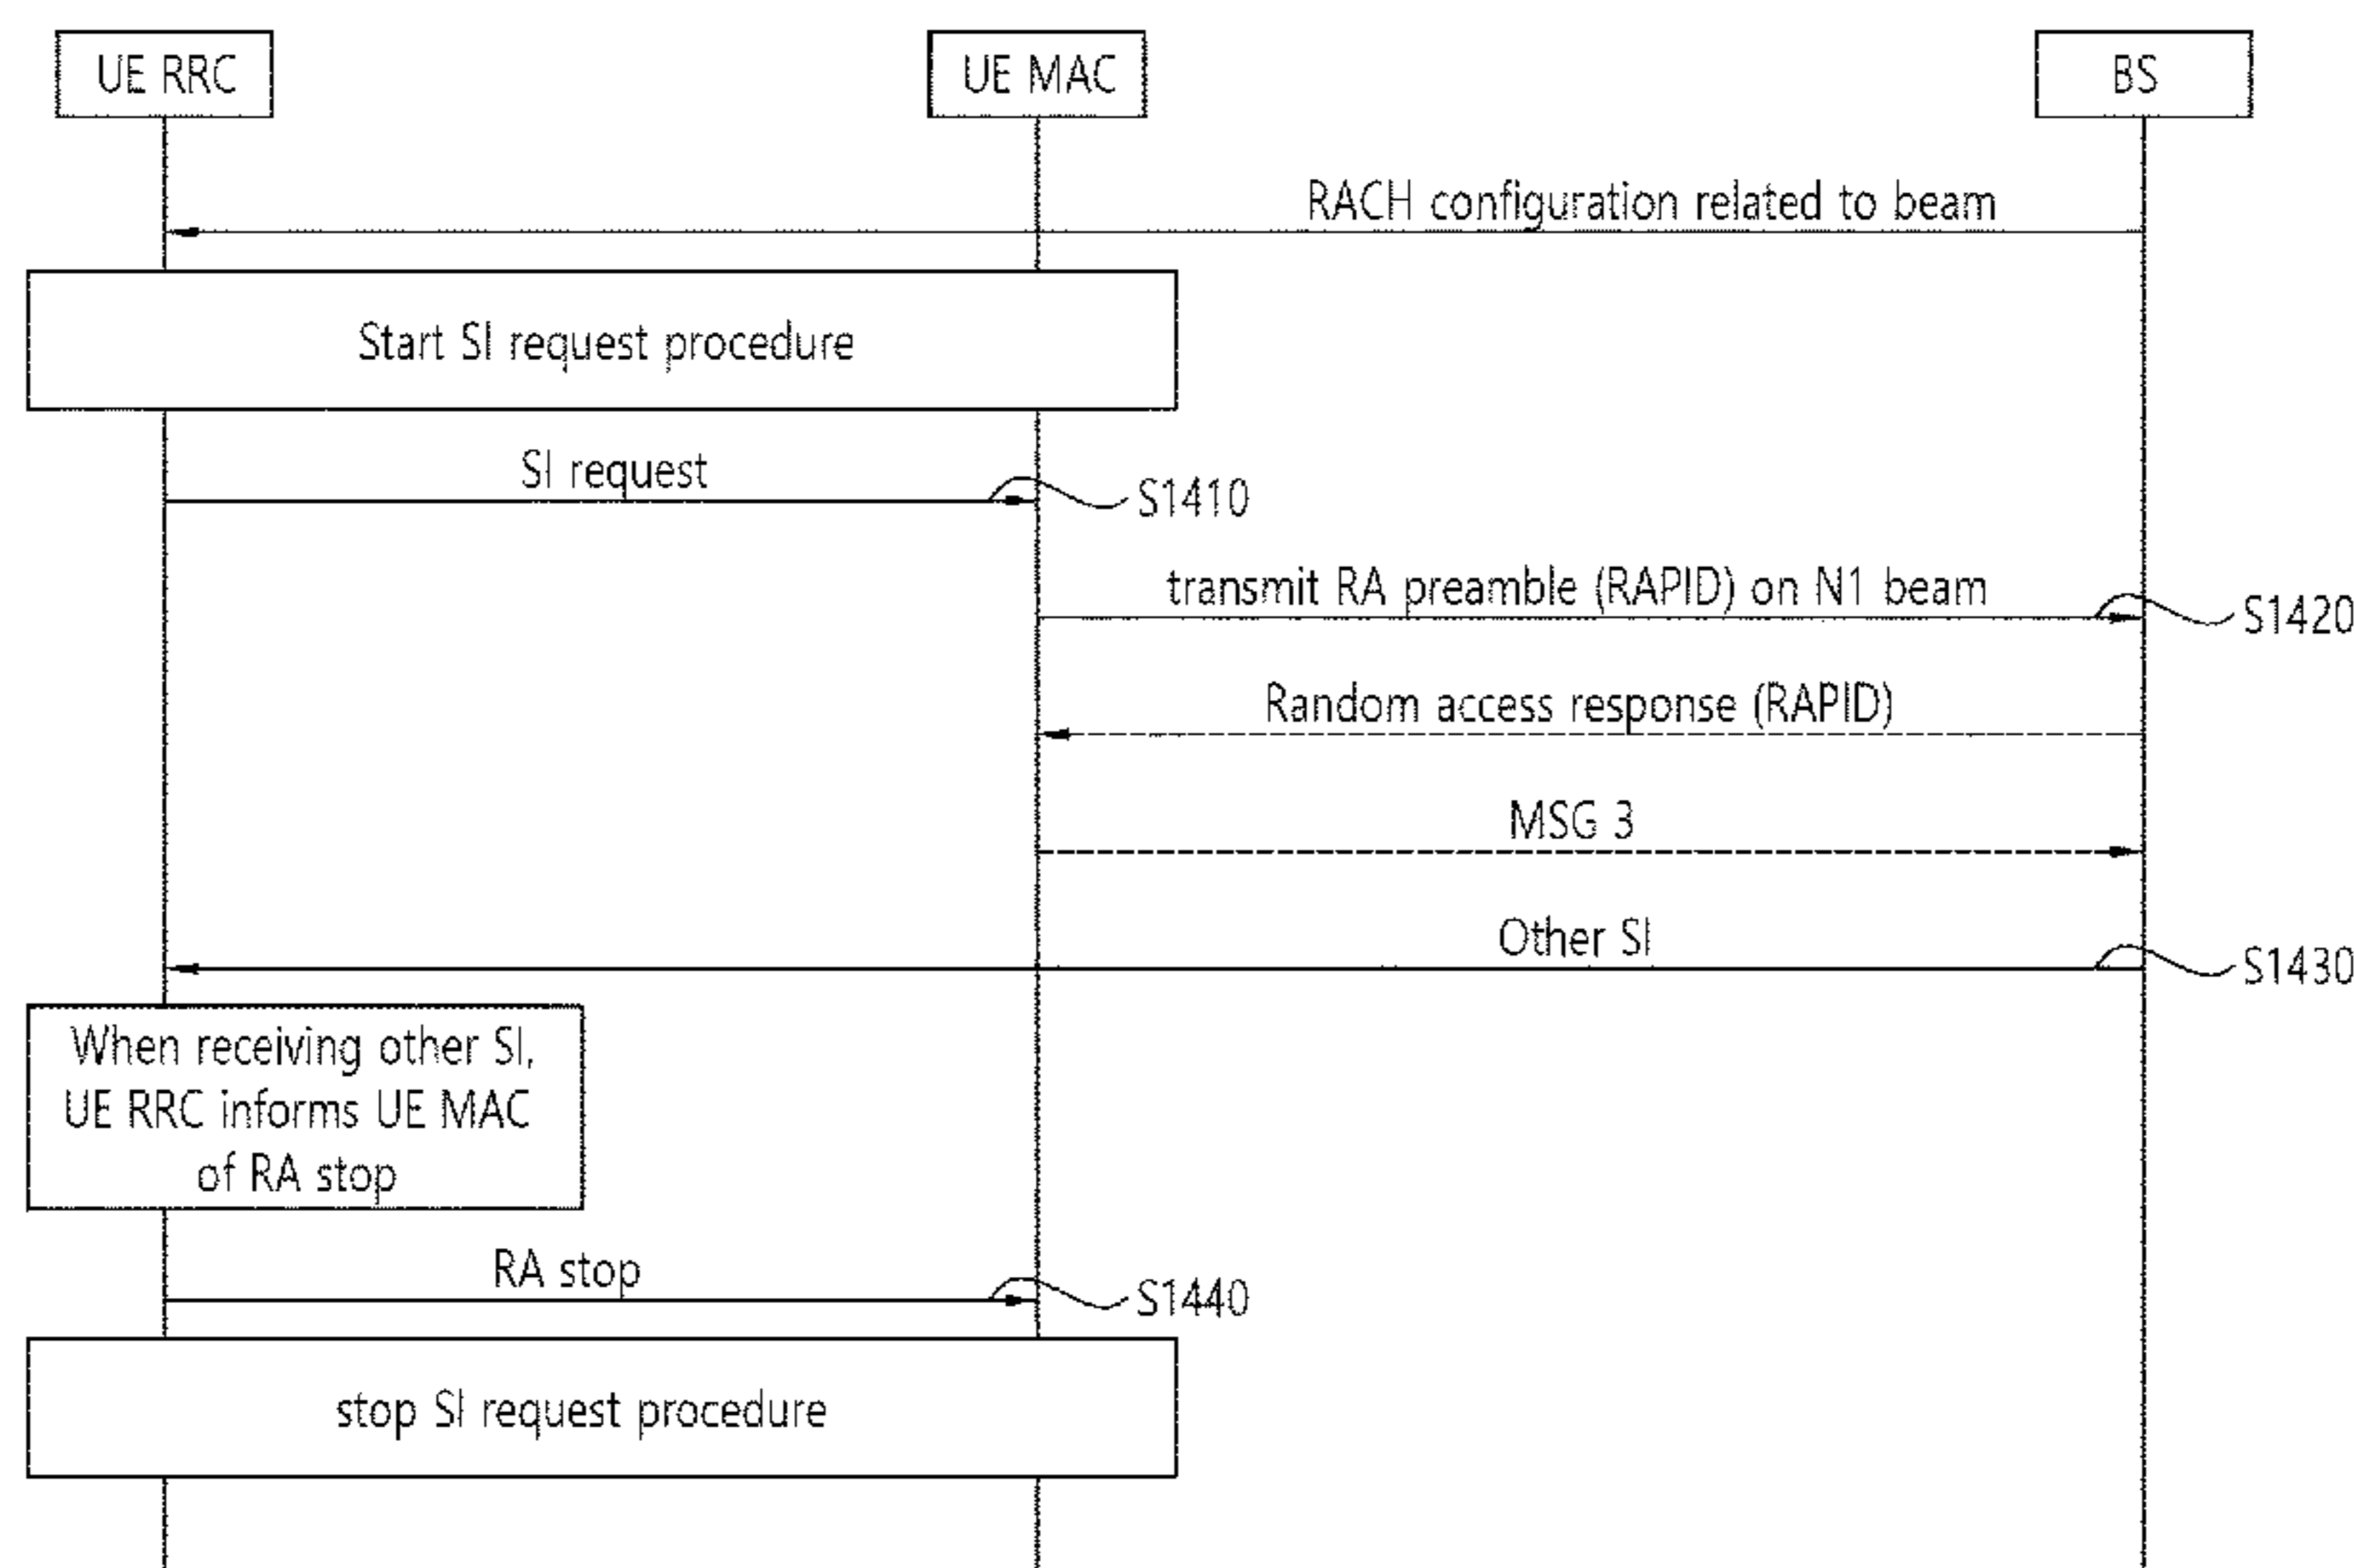 UE RRC
UE MAC
BS
RACH configuration related to beam
Start SI request procedure
SI request
S1410
transmit RA preamble (RAPID) on N1 beam
S1420
Random access response (RAPID)
MSG 3
Other SI
S1430
When receiving other SI,
UE RRC informs UE MAC
of RA stop
RA stop
S1440
stop SI request procedure